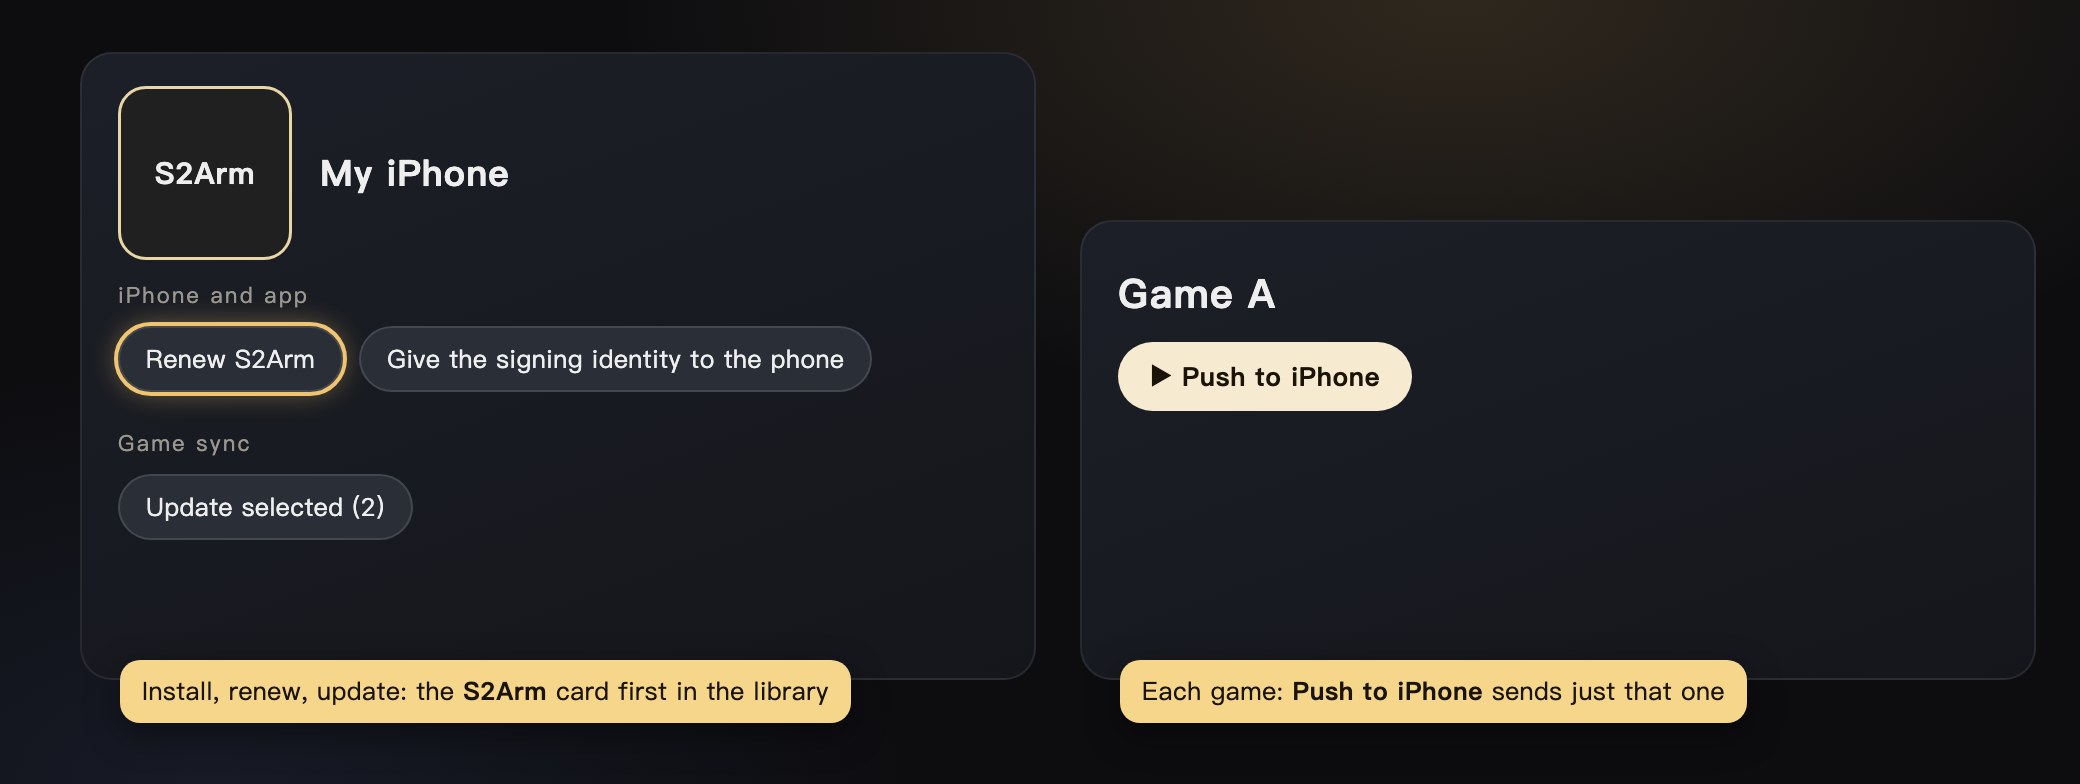 S2Arm
My iPhone
iPhone and app
Renew S2Arm
Give the signing identity to the phone
Game sync
Update selected (2)
Install, renew, update: the S2Arm card first in the library
Game A
▶ Push to iPhone
Each game: Push to iPhone sends just that one